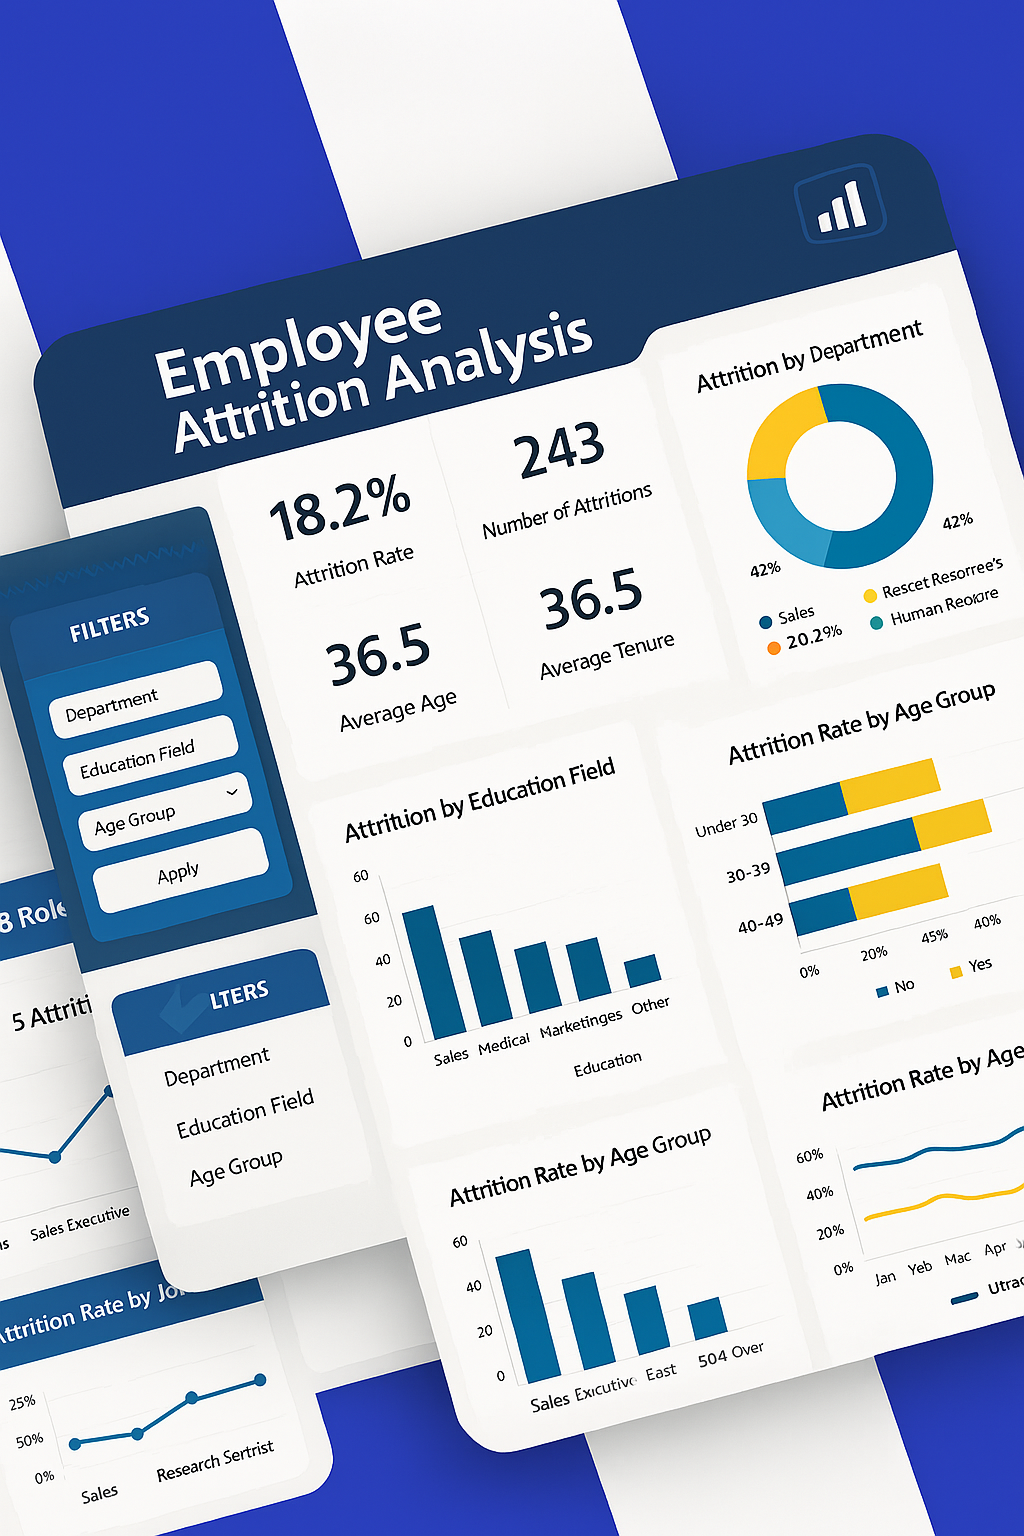 Employee
Attrition Analysis
18.2%
Attrition Rate
243
Number of Attritions
36.5
Average Age
36.5
Average Tenure
Attrition by Department
42%
42%
Sales
Rescet Resorree's
20.29%
Human Reocre
FILTERS
Department
Education Field
Age Group
Apply
LTERS
Department
Education Field
Age Group
Attrituion by Education Field
60
60
40
20
0
Sales
Medical
Marketinges
Other
Education
Attrition Rate by Age Group
Under 30
30-39
40-49
0%
20%
45%
40%
No
Yes
Attrition Rate by Age Group
60
40
20
0
Sales
Exicutive
East
504 Over
Attrition Rate by Age
60%
40%
20%
0%
Jan
Yeb
Mac
Apr
Utrac
8 Role
5 Attriti
Sales Executive
Attrition Rate by Jo
25%
50%
0%
Sales
Research Sertrist